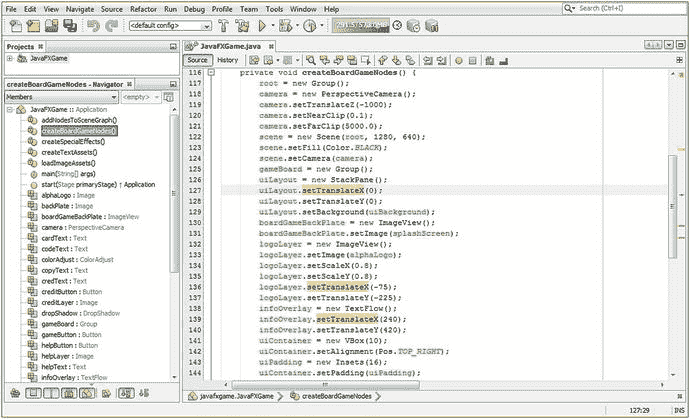 File Edit View Navigate Source Refactor Run Debug Profile Team Tools Window Help
Search (Ctrl+I)
<default config>
Projects
JavaFXGame.java
JavaFXGame
Source History
createBoardGameNodes - Navigator
Members <empty>
JavaFXGame :: Application
addNodesToSceneGraph()
createBoardGameNodes()
createSpecialEffects()
createTextAssets()
loadImageAssets()
main(String[] args)
start(Stage primaryStage) ↑ Application
alphaLogo : Image
backPlate : Image
boardGameBackPlate : ImageView
camera : PerspectiveCamera
cardText : Text
codeText : Text
colorAdjust : ColorAdjust
copyText : Text
credText : Text
creditButton : Button
creditLayer : Image
dropShadow : DropShadow
gameBoard : Group
gameButton : Button
helpButton : Button
helpLayer : Image
helpText : Text
infoOverlay : TextFlow
116 private void createBoardGameNodes() {
117 root = new Group();
118 camera = new PerspectiveCamera();
119 camera.setTranslateZ(-1000);
120 camera.setNearClip(0.1);
121 camera.setFarClip(5000.0);
122 scene = new Scene(root, 1280, 640);
123 scene.setFill(Color.BLACK);
124 scene.setCamera(camera);
125 gameBoard = new Group();
126 uiLayout = new StackPane();
127 uiLayout.setTranslateX(0);
128 uiLayout.setTranslateY(0);
129 uiLayout.setBackground(uiBackground);
130 boardGameBackPlate = new ImageView();
131 boardGameBackPlate.setImage(splashScreen);
132 logoLayer = new ImageView();
133 logoLayer.setImage(alphaLogo);
134 logoLayer.setScaleX(0.8);
135 logoLayer.setScaleY(0.8);
136 logoLayer.setTranslateX(-75);
137 logoLayer.setTranslateY(-225);
138 infoOverlay = new TextFlow();
139 infoOverlay.setTranslateX(240);
140 infoOverlay.setTranslateY(420);
141 uiContainer = new VBox(10);
142 uiContainer.setAlignment(Pos.TOP_RIGHT);
143 uiPadding = new Insets(16);
144 uiContainer.setPadding(uiPadding);
javafxgame.JavaFXGame createBoardGameNodes
127:29 INS